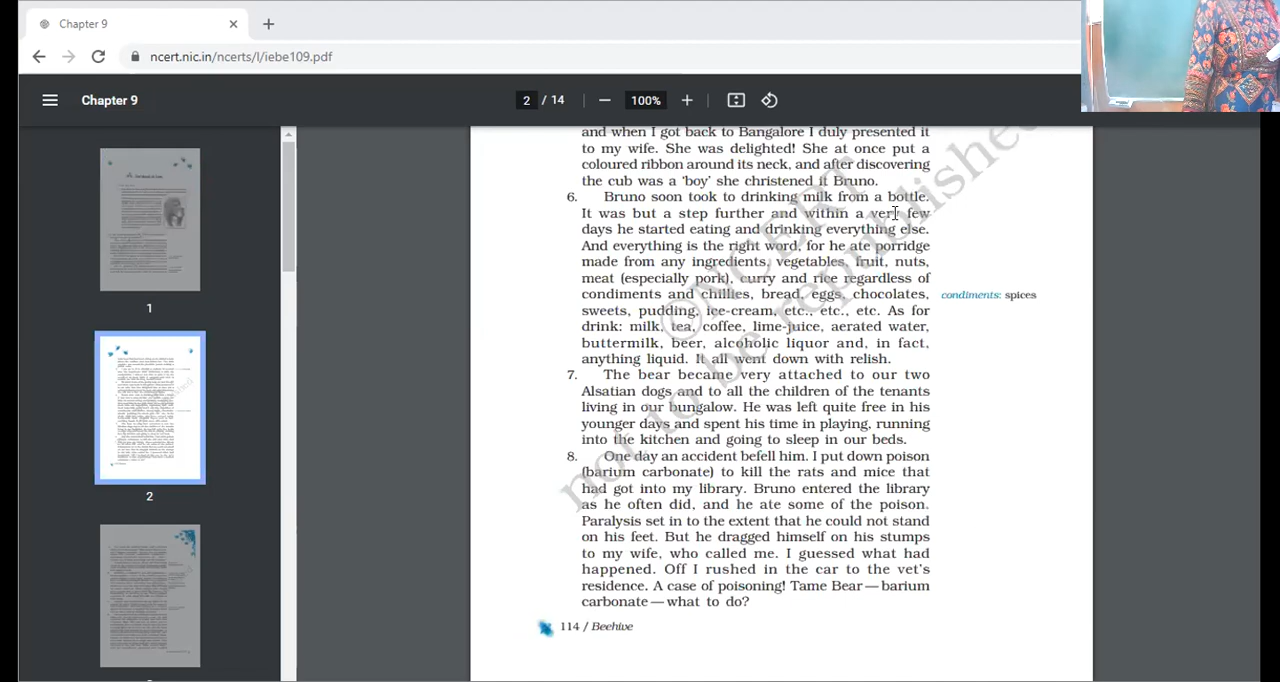 Chapter 9
ncert.nic.in/ncerts/l/iebe109.pdf
Chapter 9
2 / 14
100%
and when I got back to Bangalore I duly presented it
to my wife. She was delighted! She at once put a
coloured ribbon around its neck, and after discovering
the cub was a ‘boy’ she christened it Bruno.
6. Bruno soon took to drinking milk from a bottle.
It was but a step further and within a very few
days he started eating and drinking everything else.
And everything is the right word, for he ate porridge
made from any ingredients, vegetables, fruit, nuts,
meat (especially pork), curry and rice regardless of
condiments and chillies, bread, eggs, chocolates,
condiments: spices
sweets, pudding, ice-cream, etc., etc., etc. As for
drink: milk, tea, coffee, lime-juice, aerated water,
buttermilk, beer, alcoholic liquor and, in fact,
anything liquid. It all went down with relish.
7. The bear became very attached to our two
Alsatian dogs and to all the children of the tenants
living in our bungalow. He was left quite free in his
younger days and spent his time in playing, running
into the kitchen and going to sleep in our beds.
8. One day an accident befell him. I put down poison
(barium carbonate) to kill the rats and mice that
had got into my library. Bruno entered the library
as he often did, and he ate some of the poison.
Paralysis set in to the extent that he could not stand
on his feet. But he dragged himself on his stumps
to my wife, who called me. I guessed what had
happened. Off I rushed in the car to the vet’s
residence. A case of poisoning! Tame Bear — barium
carbonate — what to do?
114 / Beehive
©NCERT
not to be republished
1
2